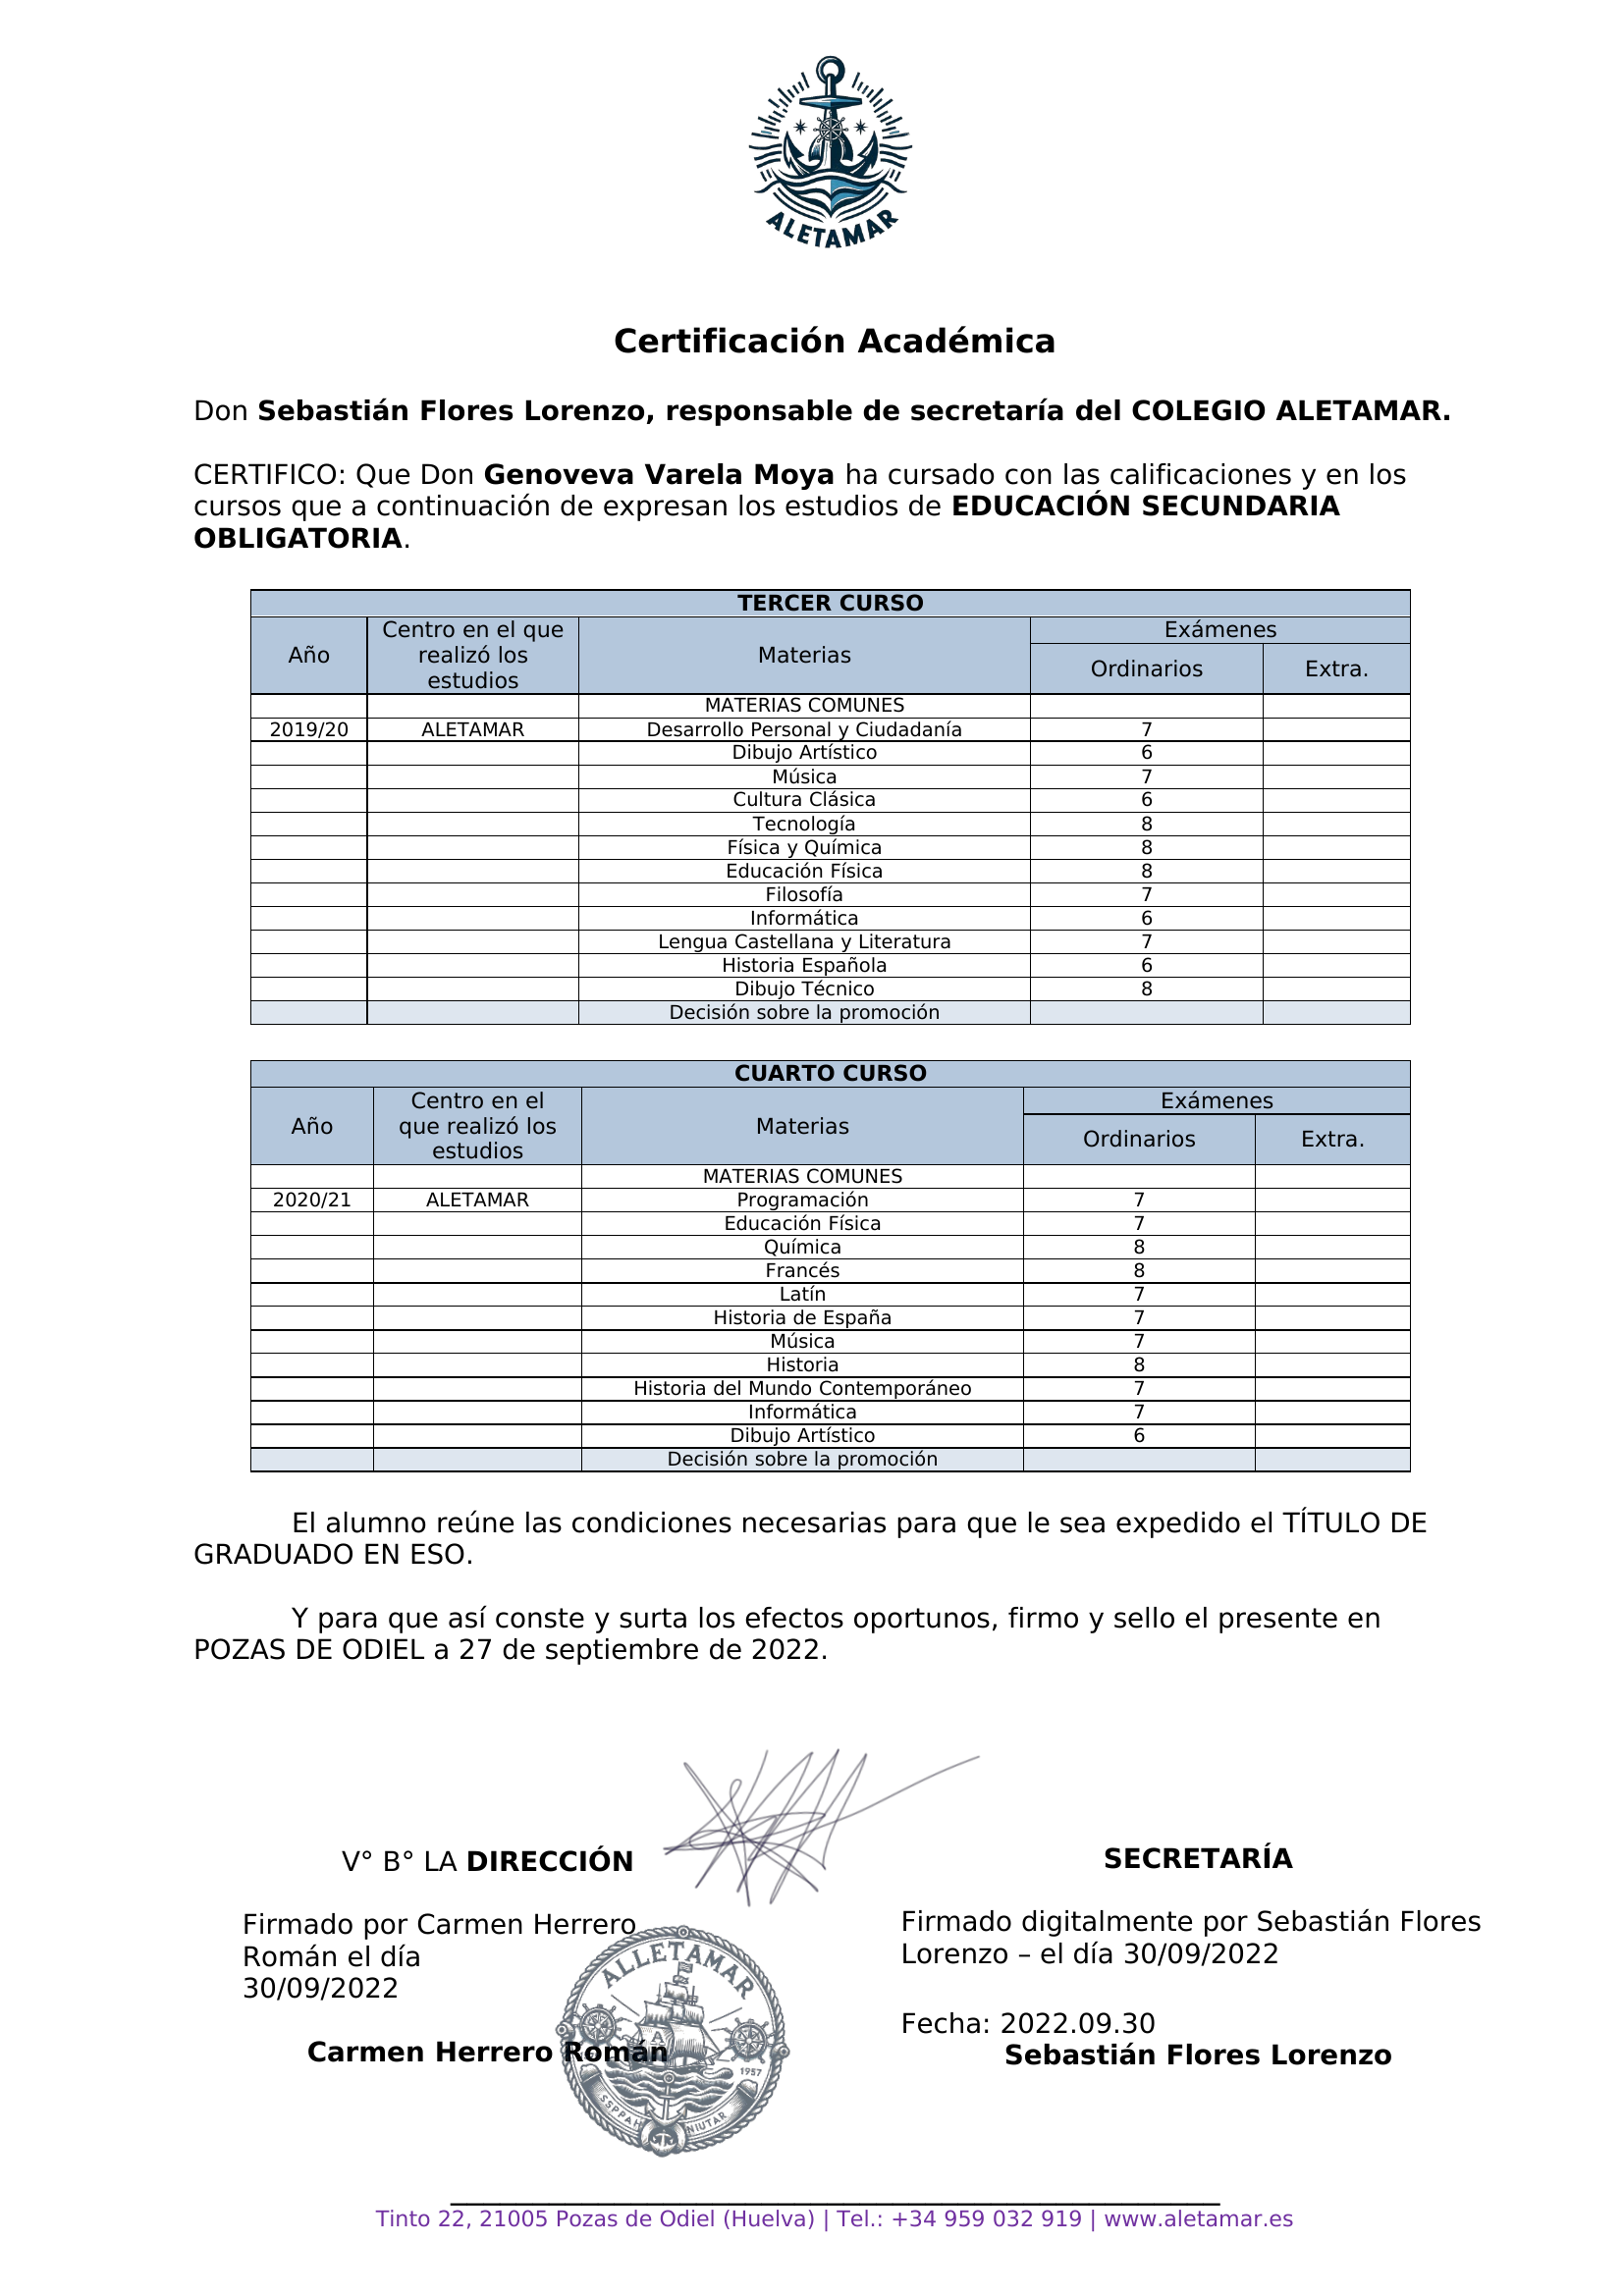 ALETAMAR
Certificación Académica
Don Sebastián Flores Lorenzo, responsable de secretaría del COLEGIO ALETAMAR.
CERTIFICO: Que Don Genoveva Varela Moya ha cursado con las calificaciones y en los
cursos que a continuación de expresan los estudios de EDUCACIÓN SECUNDARIA
OBLIGATORIA.
TERCER CURSO
Año Centro en el que realizó los estudios Materias Exámenes
Ordinarios Extra.
MATERIAS COMUNES
2019/20 ALETAMAR Desarrollo Personal y Ciudadanía 7
Dibujo Artístico 6
Música 7
Cultura Clásica 6
Tecnología 8
Física y Química 8
Educación Física 8
Filosofía 7
Informática 6
Lengua Castellana y Literatura 7
Historia Española 6
Dibujo Técnico 8
Decisión sobre la promoción
CUARTO CURSO
Año Centro en el que realizó los estudios Materias Exámenes
Ordinarios Extra.
MATERIAS COMUNES
2020/21 ALETAMAR Programación 7
Educación Física 7
Química 8
Francés 8
Latín 7
Historia de España 7
Música 7
Historia 8
Historia del Mundo Contemporáneo 7
Informática 7
Dibujo Artístico 6
Decisión sobre la promoción
El alumno reúne las condiciones necesarias para que le sea expedido el TÍTULO DE
GRADUADO EN ESO.
Y para que así conste y surta los efectos oportunos, firmo y sello el presente en
POZAS DE ODIEL a 27 de septiembre de 2022.
V° B° LA DIRECCIÓN
Firmado por Carmen Herrero
Román el día
30/09/2022
Carmen Herrero Román
ALLETAMAR
A
1957
SSPPAH NIUTAR
SECRETARÍA
Firmado digitalmente por Sebastián Flores
Lorenzo – el día 30/09/2022
Fecha: 2022.09.30
Sebastián Flores Lorenzo
Tinto 22, 21005 Pozas de Odiel (Huelva) | Tel.: +34 959 032 919 | www.aletamar.es